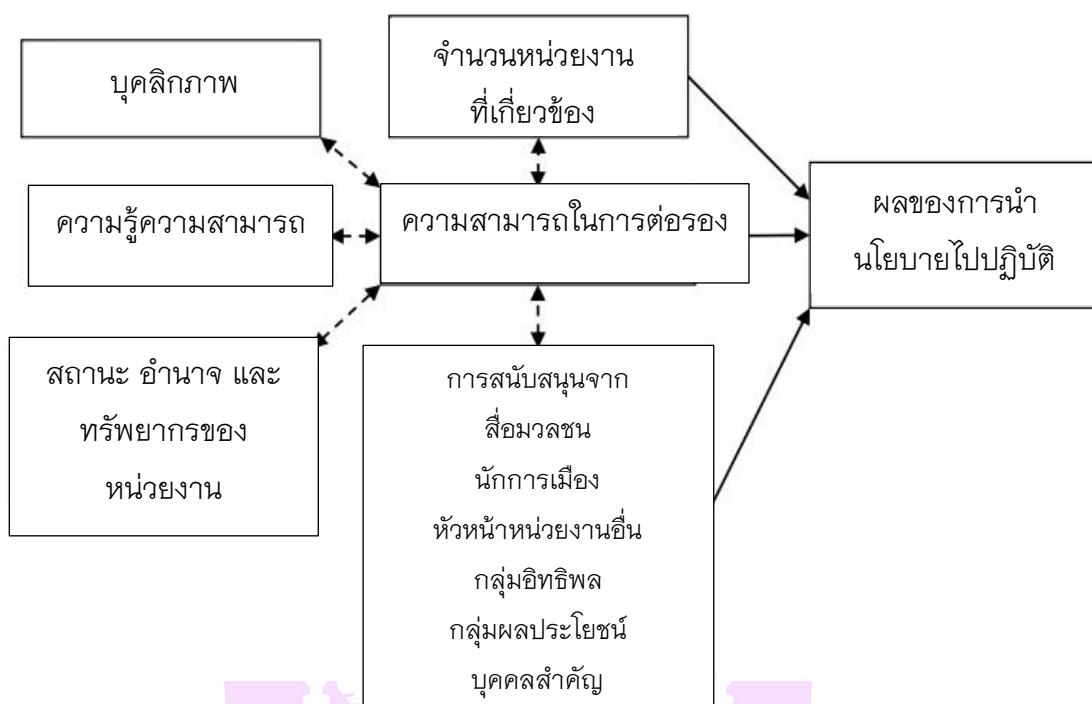 บุคลิกภาพ
จำนวนหน่วยงาน
ที่เกี่ยวข้อง
ความรู้ความสามารถ
ความสามารถในการต่อรอง
ผลของการนำ
นโยบายไปปฏิบัติ
สถานะ อำนาจ และ
ทรัพยากรของ
หน่วยงาน
การสนับสนุนจาก
สื่อมวลชน
นักการเมือง
หัวหน้าหน่วยงานอื่น
กลุ่มอิทธิพล
กลุ่มผลประโยชน์
บุคคลสำคัญ